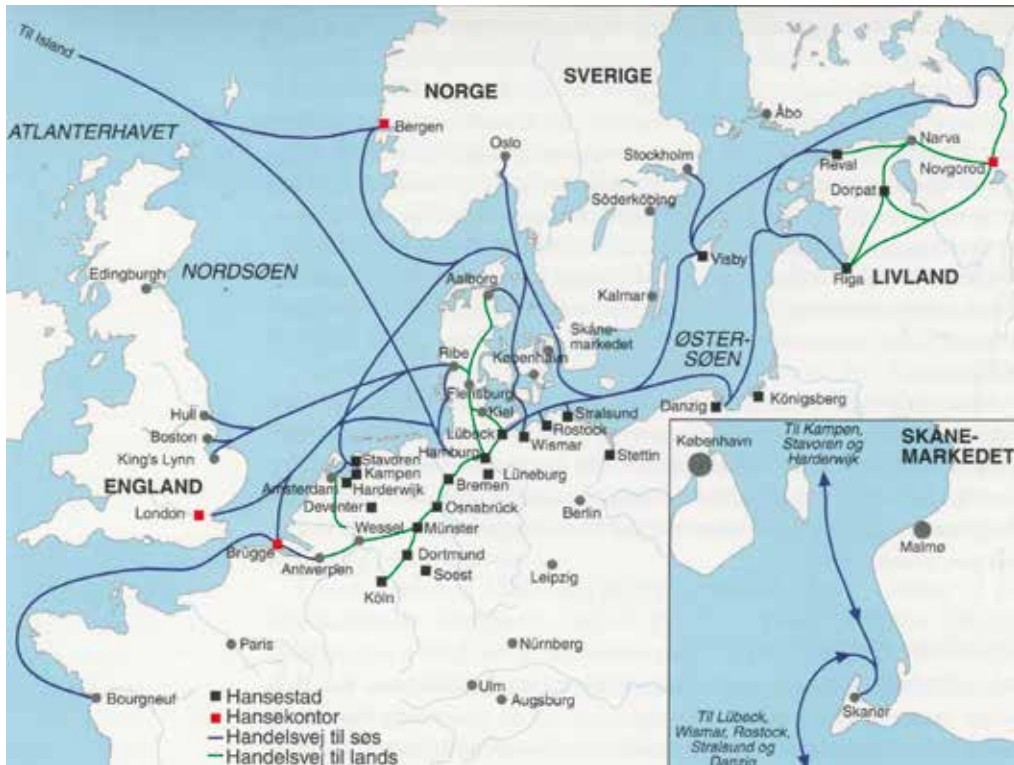 Til Island
ATLANTERHAVET
NORGE
SVERIGE
Bergen
Oslo
Åbo
Stockholm
Narva
Reval
Novgorod
Dorpat
Söderköbing
Edingburgh
NORDSØEN
Aalborg
Visby
Riga
LIVLAND
Kalmar
Skåne-
markedet
ØSTER-
SØEN
Ribe
København
Flensburg
Hull
Kiel
Stralsund
Danzig
Königsberg
Boston
Lübeck
Rostock
Wismar
King's Lynn
Hamburg
Stavoren
Stettin
Kampen
Lüneburg
ENGLAND
Amsterdam
Harderwijk
Bremen
Deventer
Osnabrück
Berlin
London
Wessel
Münster
Brügge
Antwerpen
Dortmund
Soest
Leipzig
Köln
Paris
Nürnberg
Ulm
Augsburg
Bourgneuf
Hansestad
Hansekontor
Handelsvej til søs
Handelsvej til lands
København
Til Kampen,
Stavoren og
Harderwijk
SKÅNE-
MARKEDET
Malmø
Skanør
Til Lübeck,
Wismar, Rostock,
Stralsund og
Danzig